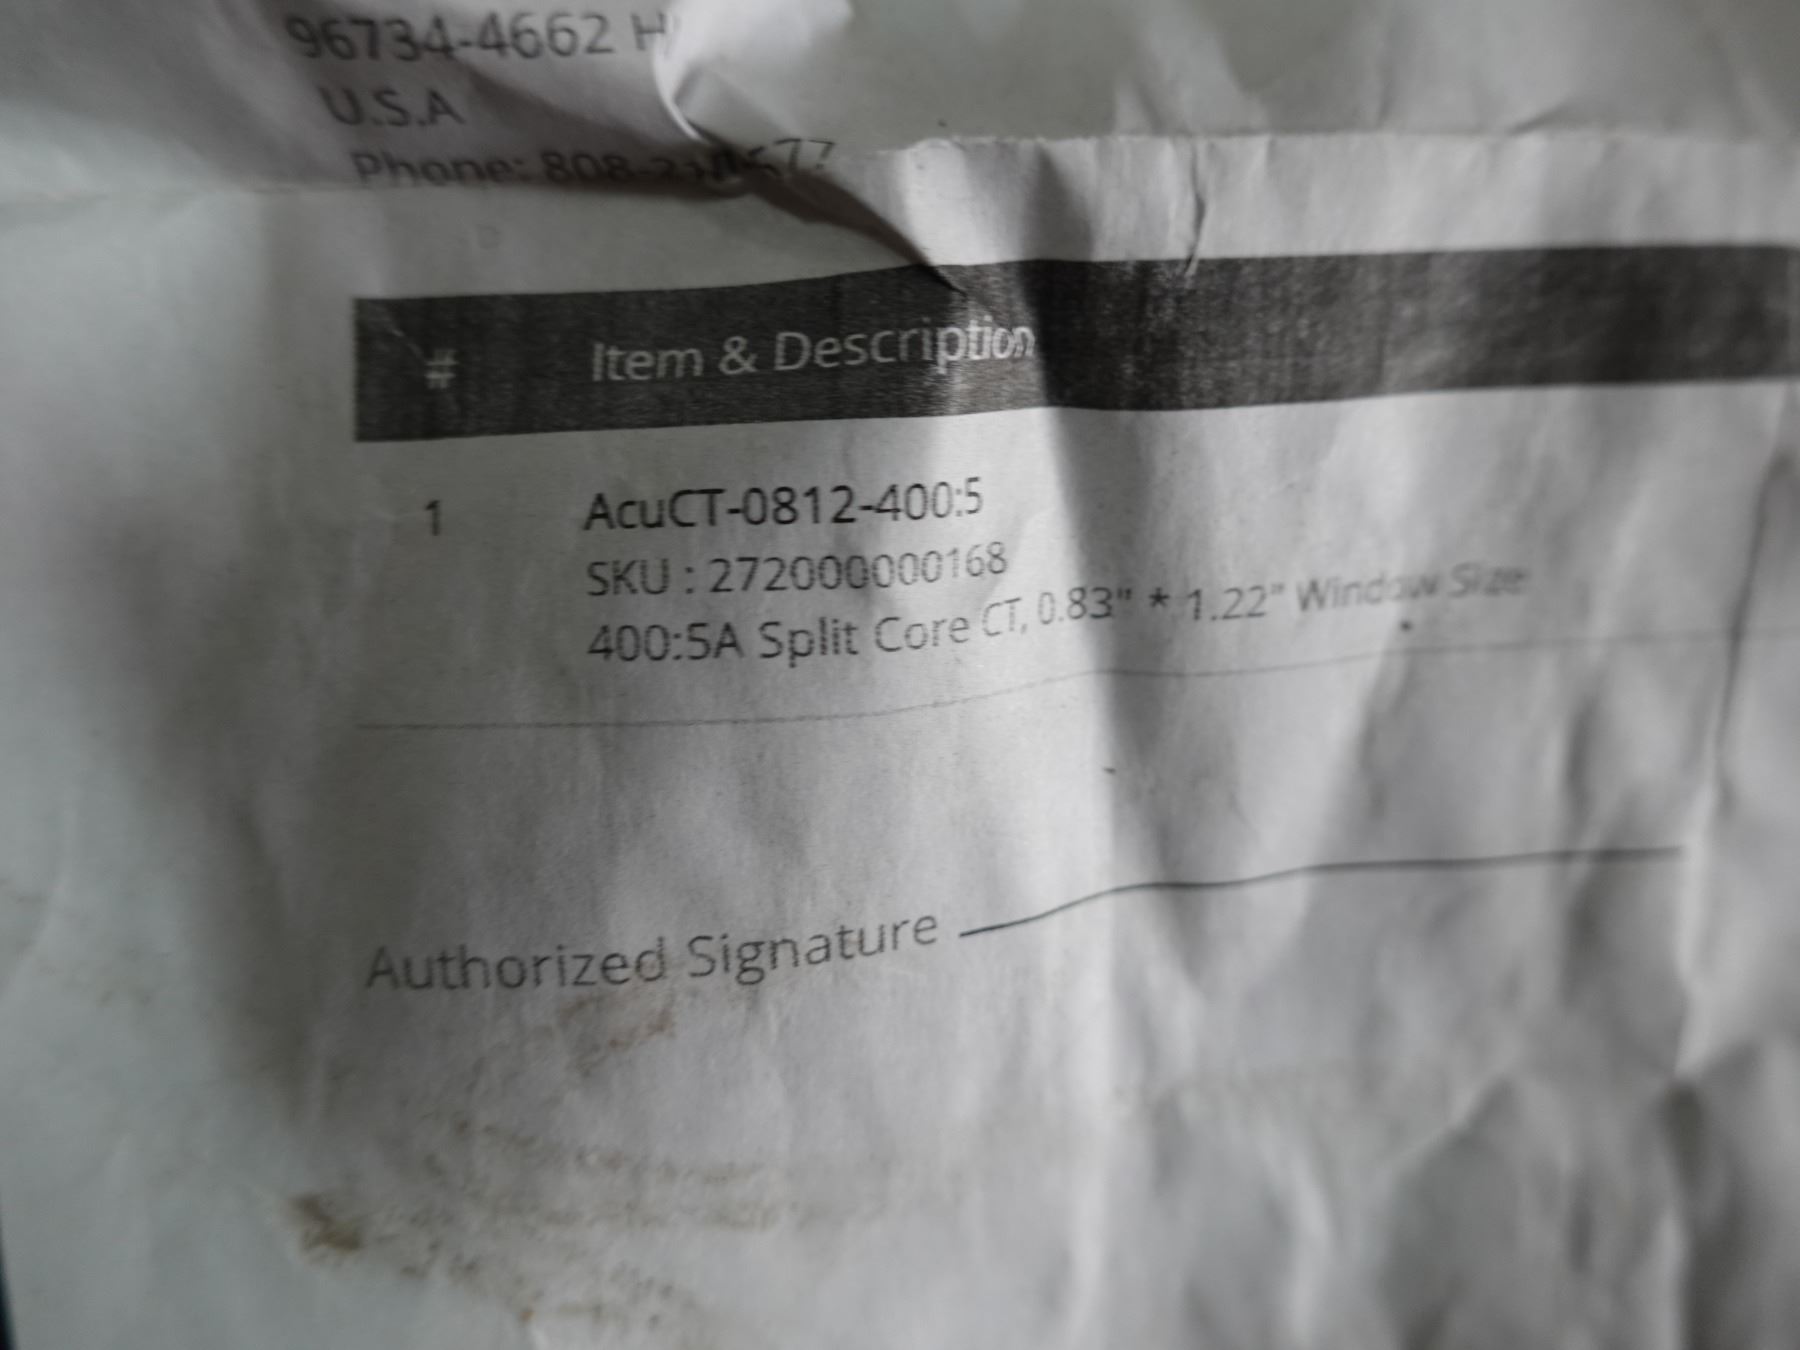 96734-4662
U.S.A
Phone:
# Item & Description
1 AcuCT-0812-400:5
SKU : 272000000168
400:5A Split Core CT, 0.83" * 1.22" Window Size
Authorized Signature